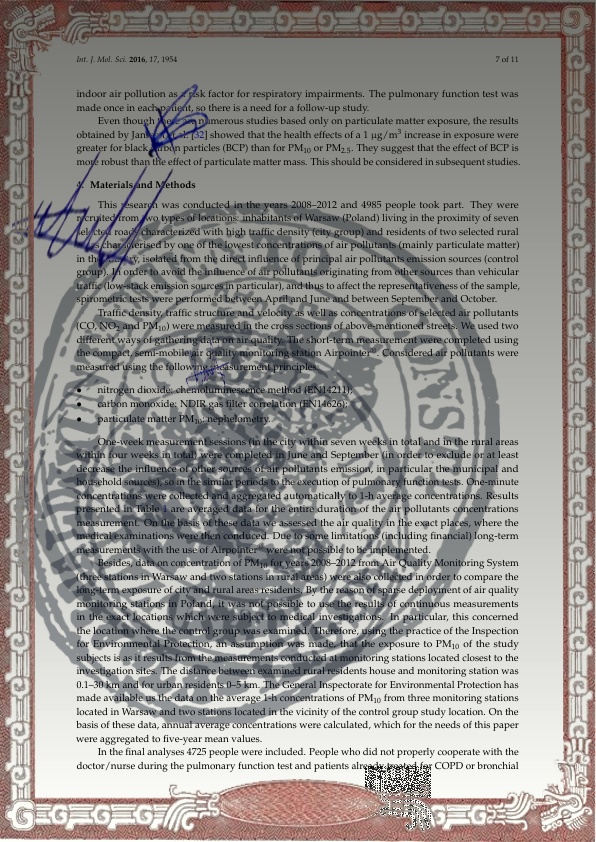 Int. J. Mol. Sci. 2016, 17, 1954
7 of 11
indoor air pollution as a risk factor for respiratory impairments. The pulmonary function test was
made once in each patient, so there is a need for a follow-up study.
Even though there are numerous studies based only on particulate matter exposure, the results
obtained by [32] showed that the health effects of a 1 µg/m³ increase in exposure were
greater for black carbon particles (BCP) than for PM₁₀ or PM₂.₅. They suggest that the effect of BCP is
more robust than the effect of particulate matter mass. This should be considered in subsequent studies.
4. Materials and Methods
This research was conducted in the years 2008–2012 and 4985 people took part. They were
recruited from two types of locations: inhabitants of Warsaw (Poland) living in the proximity of seven
selected roads characterized with high traffic density (city group) and residents of two selected rural
areas characterised by one of the lowest concentrations of air pollutants (mainly particulate matter)
in the country, isolated from the direct influence of principal air pollutants emission sources (control
group). In order to avoid the influence of air pollutants originating from other sources than vehicular
traffic (low-stack emission sources in particular), and thus to affect the representativeness of the sample,
spirometric tests were performed between April and June and between September and October.
Traffic density, traffic structure and velocity as well as concentrations of selected air pollutants
(CO, NO₂ and PM₁₀) were measured in the cross sections of above-mentioned streets. We used two
different ways of gathering data on air quality. The short-term measurement were completed using
the compact, semi-mobile air quality monitoring station Airpointer®. Considered air pollutants were
measured using the following measurement principles:
• nitrogen dioxide: chemoluminescence method (EN14211);
• carbon monoxide: NDIR gas filter correlation (EN14626);
• particulate matter PM₁₀: nephelometry.
One-week measurement sessions (in the city within seven weeks in total and in the rural areas
within four weeks in total) were completed in June and September (in order to exclude or at least
decrease the influence of other sources of air pollutants emission, in particular the municipal and
household sources), so in the similar periods to the execution of pulmonary function tests. One-minute
concentrations were collected and aggregated automatically to 1-h average concentrations. Results
presented in Table 1 are averaged data for the entire duration of the air pollutants concentrations
measurement. On the basis of these data we assessed the air quality in the exact places, where the
medical examinations were then conduced. Due to some limitations (including financial) long-term
measurements with the use of Airpointer® were not possible to be implemented.
Besides, data on concentration of PM₁₀ for years 2008–2012 from Air Quality Monitoring System
(three stations in Warsaw and two stations in rural areas) were also collected in order to compare the
long-term exposure of city and rural areas residents. By the reason of sparse deployment of air quality
monitoring stations in Poland, it was not possible to use the results of continuous measurements
in the exact locations which were subject to medical investigations. In particular, this concerned
the location where the control group was examined. Therefore, using the practice of the Inspection
for Environmental Protection, an assumption was made, that the exposure to PM₁₀ of the study
subjects is as it results from the measurements conducted at monitoring stations located closest to the
investigation sites. The distance between examined rural residents house and monitoring station was
0.1–30 km and for urban residents 0–5 km. The General Inspectorate for Environmental Protection has
made available us the data on the average 1-h concentrations of PM₁₀ from three monitoring stations
located in Warsaw and two stations located in the vicinity of the control group study location. On the
basis of these data, annual average concentrations were calculated, which for the needs of this paper
were aggregated to five-year mean values.
In the final analyses 4725 people were included. People who did not properly cooperate with the
doctor/nurse during the pulmonary function test and patients already treated for COPD or bronchial